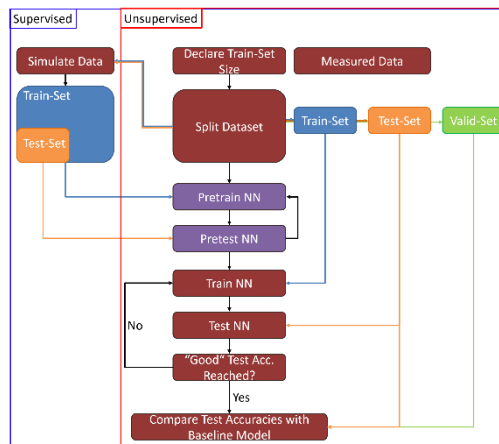 Supervised
Unsupervised
Simulate Data
Declare Train-Set
Size
Measured Data
Train-Set
Test-Set
Split Dataset
Train-Set
Test-Set
Valid-Set
Pretrain NN
Pretest NN
Train NN
No
Test NN
"Good" Test Acc.
Reached?
Yes
Compare Test Accuracies with
Baseline Model